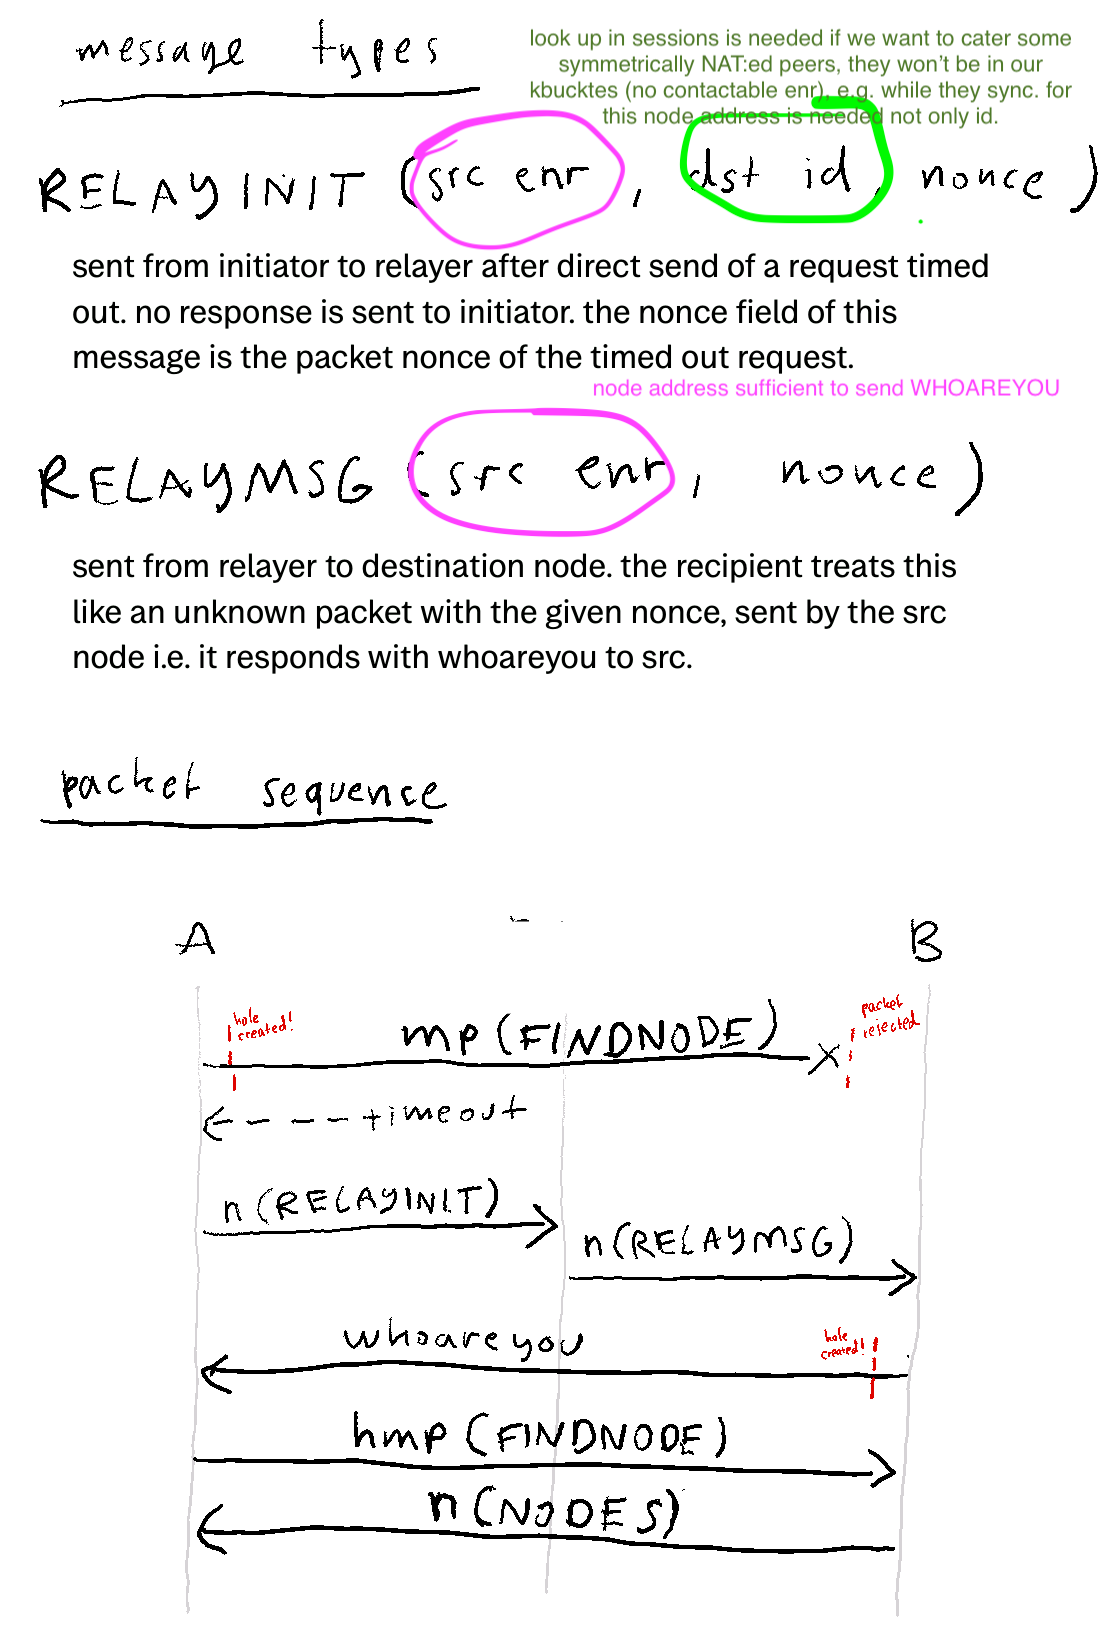 message types
look up in sessions is needed if we want to cater some
symmetrically NAT:ed peers, they won't be in our
kbucktes (no contactable enr), e.g. while they sync. for
this node address is needed not only id.
RELAYINIT (src enr, dst id, nonce)
sent from initiator to relayer after direct send of a request timed
out. no response is sent to initiator. the nonce field of this
message is the packet nonce of the timed out request.
node address sufficient to send WHOAREYOU
RELAYMSG (src enr, nonce)
sent from relayer to destination node. the recipient treats this
like an unknown packet with the given nonce, sent by the src
node i.e. it responds with whoareyou to src.
packet sequence
A B
hole
created!
mp (FINDNODE)
packet
rejected
timeout
n (RELAYINIT)
n (RELAYMSG)
whoareyou
hole
created!
hmp (FINDNODE)
n (NODES)